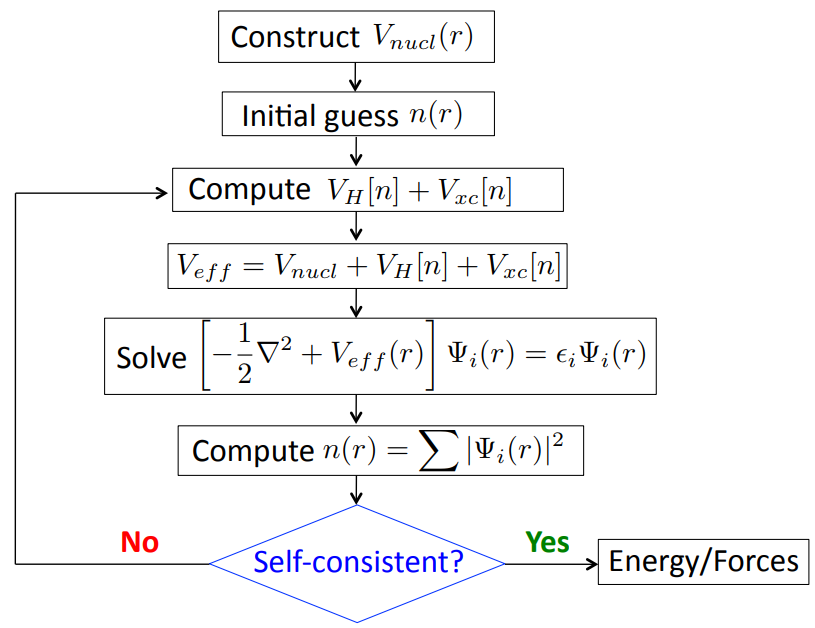 Construct $V_{nucl}(r)$
Initial guess $n(r)$
Compute $V_H[n] + V_{xc}[n]$
$V_{eff} = V_{nucl} + V_H[n] + V_{xc}[n]$
Solve $\left[-\frac{1}{2}\nabla^2 + V_{eff}(r)\right] \Psi_i(r) = \epsilon_i \Psi_i(r)$
Compute $n(r) = \sum |\Psi_i(r)|^2$
No
Self-consistent?
Yes
Energy/Forces